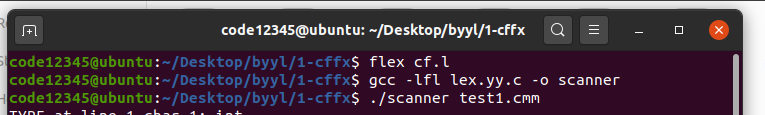 code12345@ubuntu: ~/Desktop/byyl/1-cffx
code12345@ubuntu:~/Desktop/byyl/1-cffx$ flex cf.l
code12345@ubuntu:~/Desktop/byyl/1-cffx$ gcc -lfl lex.yy.c -o scanner
code12345@ubuntu:~/Desktop/byyl/1-cffx$ ./scanner test1.cmm
TYPE at line 1 char 1: int